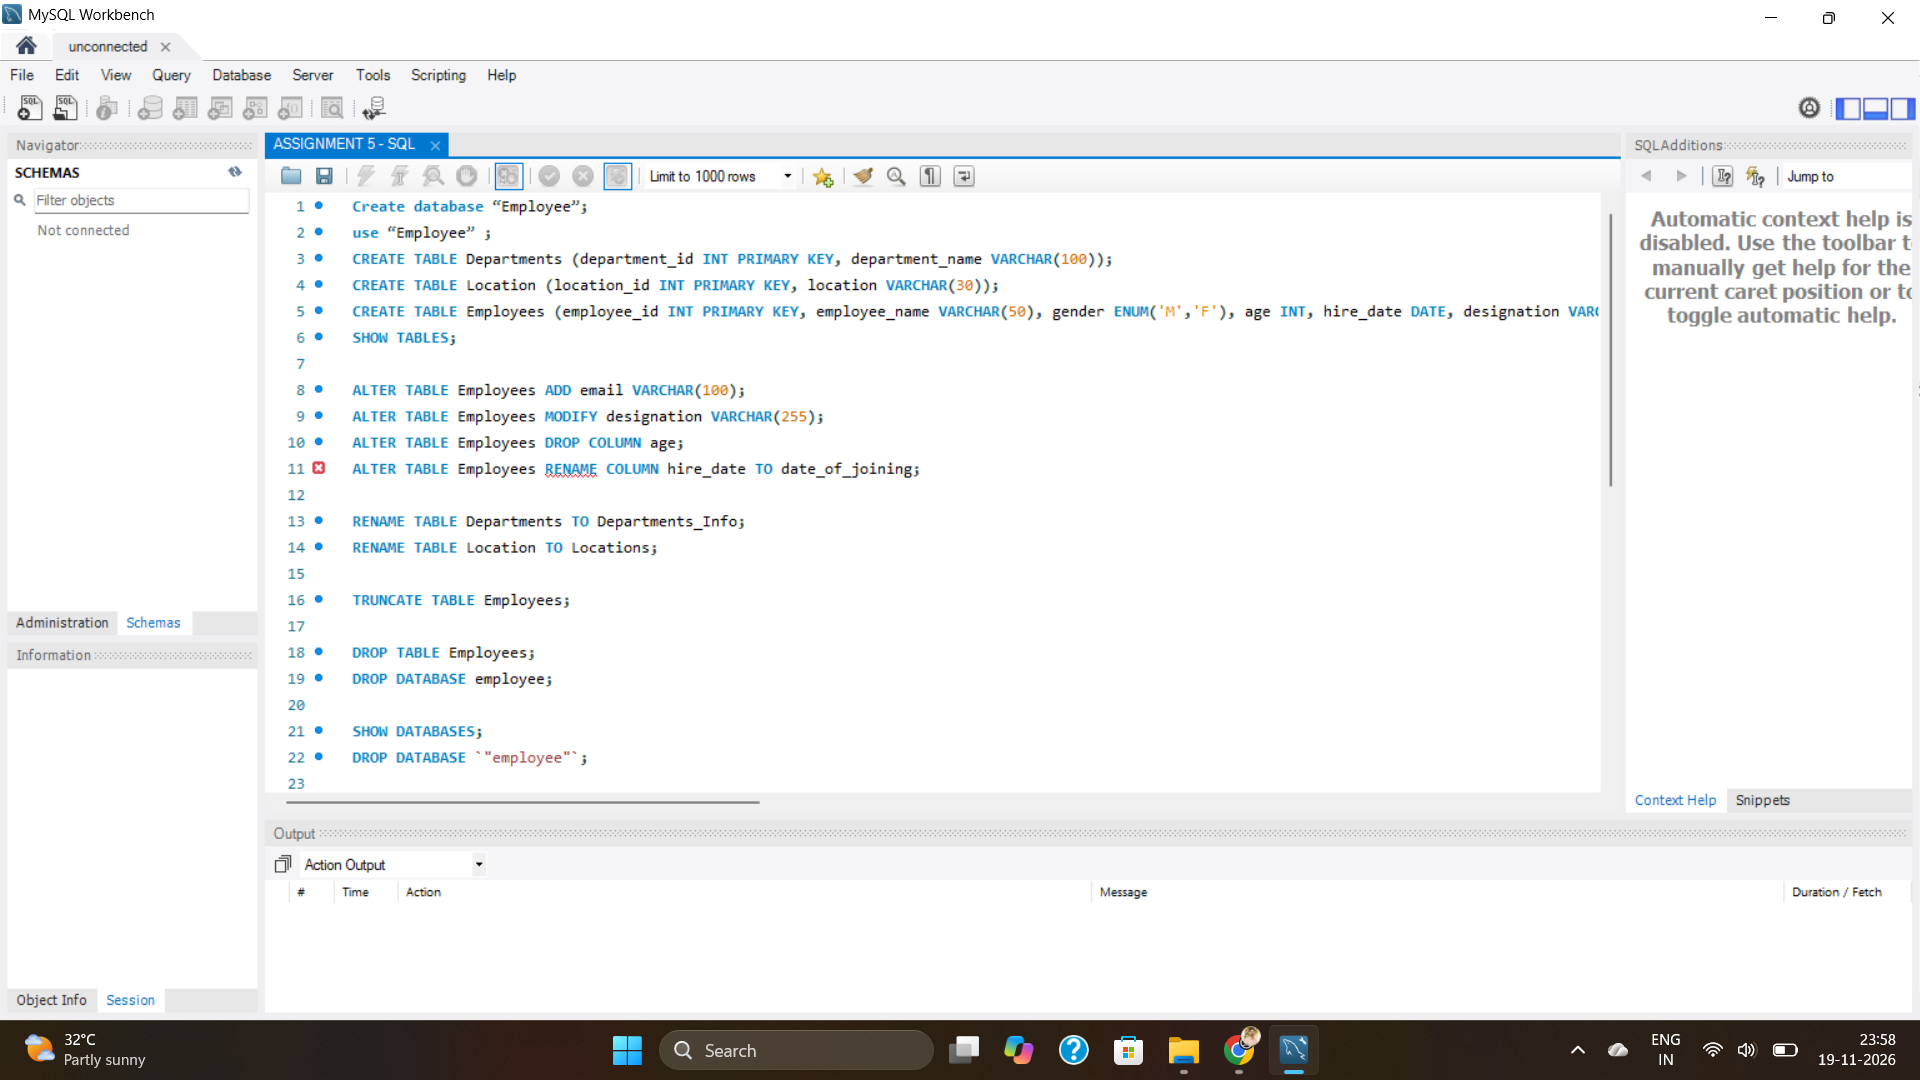 MySQL Workbench
unconnected
File Edit View Query Database Server Tools Scripting Help
Navigator
SCHEMAS
Filter objects
Not connected
Administration Schemas
Information
Object Info Session
ASSIGNMENT 5 - SQL
Limit to 1000 rows
1 Create database “Employee”;
2 use “Employee” ;
3 CREATE TABLE Departments (department_id INT PRIMARY KEY, department_name VARCHAR(100));
4 CREATE TABLE Location (location_id INT PRIMARY KEY, location VARCHAR(30));
5 CREATE TABLE Employees (employee_id INT PRIMARY KEY, employee_name VARCHAR(50), gender ENUM('M','F'), age INT, hire_date DATE, designation VARC
6 SHOW TABLES;
7
8 ALTER TABLE Employees ADD email VARCHAR(100);
9 ALTER TABLE Employees MODIFY designation VARCHAR(255);
10 ALTER TABLE Employees DROP COLUMN age;
11 ALTER TABLE Employees RENAME COLUMN hire_date TO date_of_joining;
12
13 RENAME TABLE Departments TO Departments_Info;
14 RENAME TABLE Location TO Locations;
15
16 TRUNCATE TABLE Employees;
17
18 DROP TABLE Employees;
19 DROP DATABASE employee;
20
21 SHOW DATABASES;
22 DROP DATABASE `"employee"`;
23
SQLAdditions
Jump to
Automatic context help is
disabled. Use the toolbar t
manually get help for the
current caret position or to
toggle automatic help.
Context Help Snippets
Output
Action Output
# Time Action Message Duration / Fetch
32°C
Partly sunny
Search
ENG
IN
23:58
19-11-2026